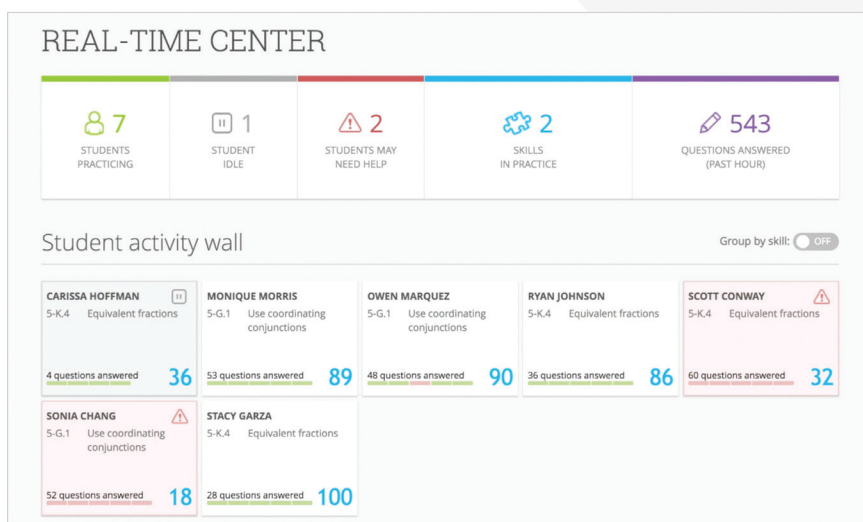 REAL-TIME CENTER
7
STUDENTS
PRACTICING
1
STUDENT
IDLE
2
STUDENTS MAY
NEED HELP
2
SKILLS
IN PRACTICE
543
QUESTIONS ANSWERED
(PAST HOUR)
Student activity wall
Group by skill: OFF
CARISSA HOFFMAN
5-K.4 Equivalent fractions
4 questions answered 36
MONIQUE MORRIS
5-G.1 Use coordinating
conjunctions
53 questions answered 89
OWEN MARQUEZ
5-G.1 Use coordinating
conjunctions
48 questions answered 90
RYAN JOHNSON
5-K.4 Equivalent fractions
36 questions answered 86
SCOTT CONWAY
5-K.4 Equivalent fractions
60 questions answered 32
SONIA CHANG
5-G.1 Use coordinating
conjunctions
52 questions answered 18
STACY GARZA
5-K.4 Equivalent fractions
28 questions answered 100